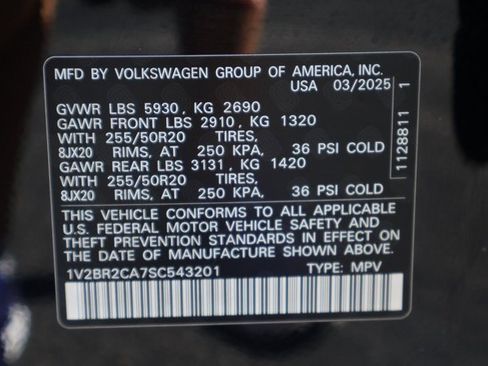 MFD BY VOLKSWAGEN GROUP OF AMERICA, INC.
USA 03/2025
GVWR LBS 5930, KG 2690
GAWR FRONT LBS 2910, KG 1320
WITH 255/50R20 TIRES,
8JX20 RIMS, AT 250 KPA, 36 PSI COLD
GAWR REAR LBS 3131, KG 1420
WITH 255/50R20 TIRES,
8JX20 RIMS, AT 250 KPA, 36 PSI COLD
THIS VEHICLE CONFORMS TO ALL APPLICABLE
U.S. FEDERAL MOTOR VEHICLE SAFETY AND
THEFT PREVENTION STANDARDS IN EFFECT ON
THE DATE OF MANUFACTURE SHOWN ABOVE.
1V2BR2CA7SC543201 TYPE: MPV
1128811 1